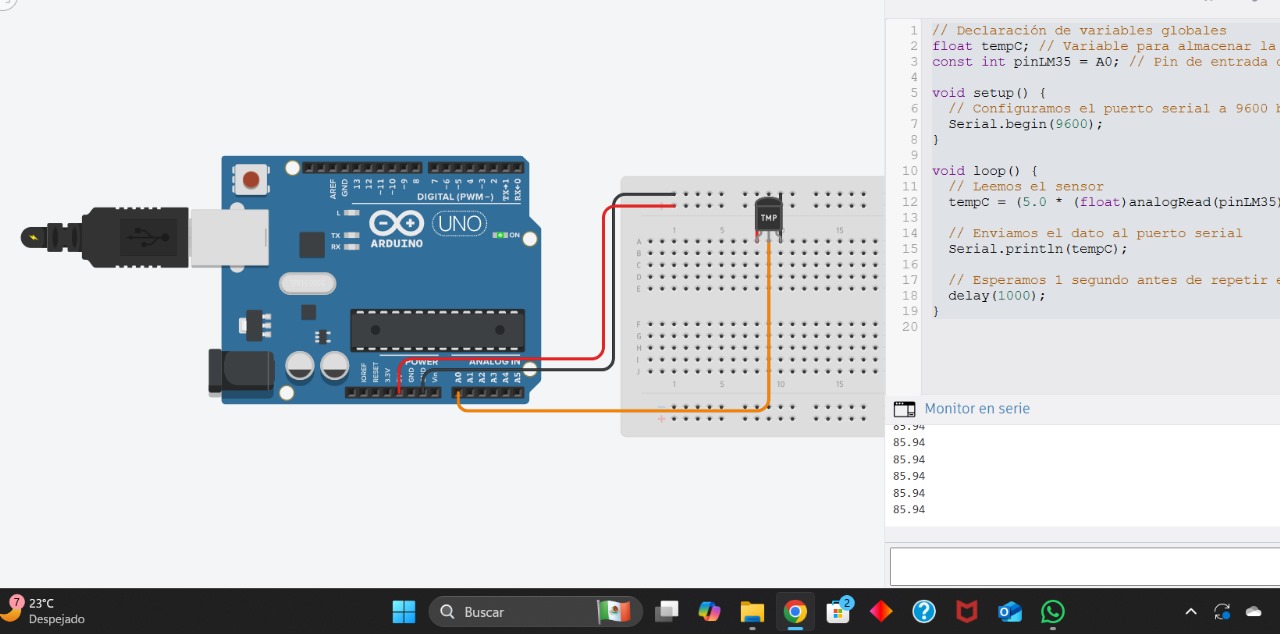 1 // Declaración de variables globales
2 float tempC; // Variable para almacenar la
3 const int pinLM35 = A0; // Pin de entrada
4
5 void setup() {
6 // Configuramos el puerto serial a 9600
7 Serial.begin(9600);
8 }
9
10 void loop() {
11 // Leemos el sensor
12 tempC = (5.0 * (float)analogRead(pinLM35)
13
14 // Enviamos el dato al puerto serial
15 Serial.println(tempC);
16
17 // Esperamos 1 segundo antes de repetir
18 delay(1000);
19 }
20
AREF
GND
13
12
~11
~10
~9
8
7
~6
~5
4
~3
2
TX→1
RX←0
DIGITAL (PWM~)
L
TX
RX
UNO
ON
ARDUINO
TMP
IOREF
RESET
3.3V
GND
Vin
POWER
ANALOG IN
A0
A1
A2
A3
A4
A5
1 5 15
A
B
C
D
E
F
G
H
I
J
1 5 10 15
Monitor en serie
85.94
85.94
85.94
85.94
85.94
85.94
7
23°C
Despejado
Buscar
2